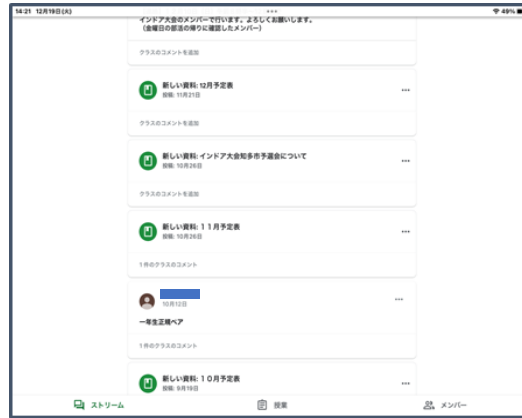 14:21 12月19日(火)
49%
インドア大会のメンバーで行います。よろしくお願いします。
(金曜日の部活の帰りに確認したメンバー)
クラスのコメントを追加
新しい資料: 12月予定表
投稿: 11月21日
クラスのコメントを追加
新しい資料: インドア大会知多市予選会について
投稿: 10月26日
クラスのコメントを追加
新しい資料: 11月予定表
投稿: 10月26日
1件のクラスのコメント
10月12日
一年生正規ペア
1件のクラスのコメント
新しい資料: 10月予定表
投稿: 9月19日
ストリーム
授業
メンバー